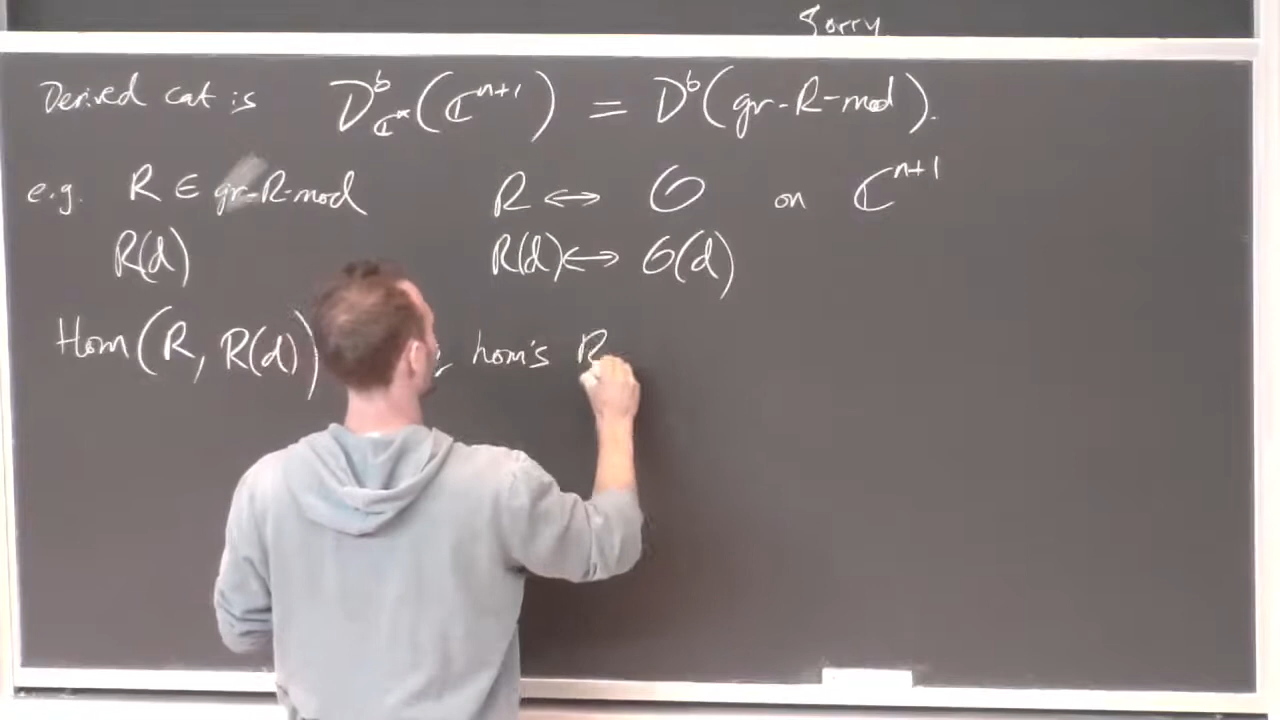 Sorry
Derived cat is D^b_{ℂ*}(ℂ^{n+1}) = D^b(gr-R-mod).
e.g. R ∈ gr-R-mod R ↔ 𝒪 on ℂ^{n+1}
R(d) R(d) ↔ 𝒪(d)
Hom(R, R(d)) hom's R